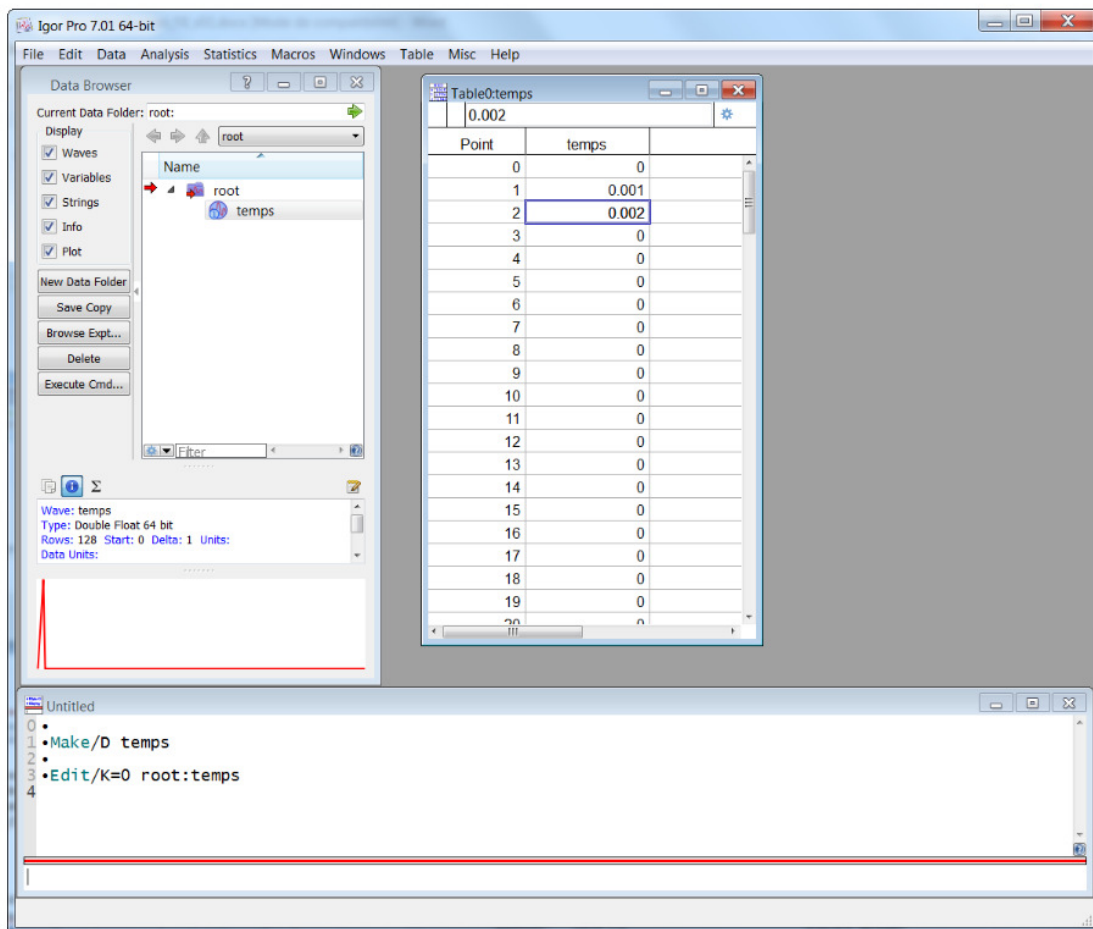 Igor Pro 7.01 64-bit
File Edit Data Analysis Statistics Macros Windows Table Misc Help
Data Browser
Current Data Folder: root:
Display
Waves
Variables
Strings
Info
Plot
New Data Folder
Save Copy
Browse Expt...
Delete
Execute Cmd...
root
Name
root
temps
Filter
Wave: temps
Type: Double Float 64 bit
Rows: 128 Start: 0 Delta: 1 Units:
Data Units:
Table0:temps
0.002
Point temps
0 0
1 0.001
2 0.002
3 0
4 0
5 0
6 0
7 0
8 0
9 0
10 0
11 0
12 0
13 0
14 0
15 0
16 0
17 0
18 0
19 0
20 0
Untitled
0 •
1 •Make/D temps
2 •
3 •Edit/K=0 root:temps
4